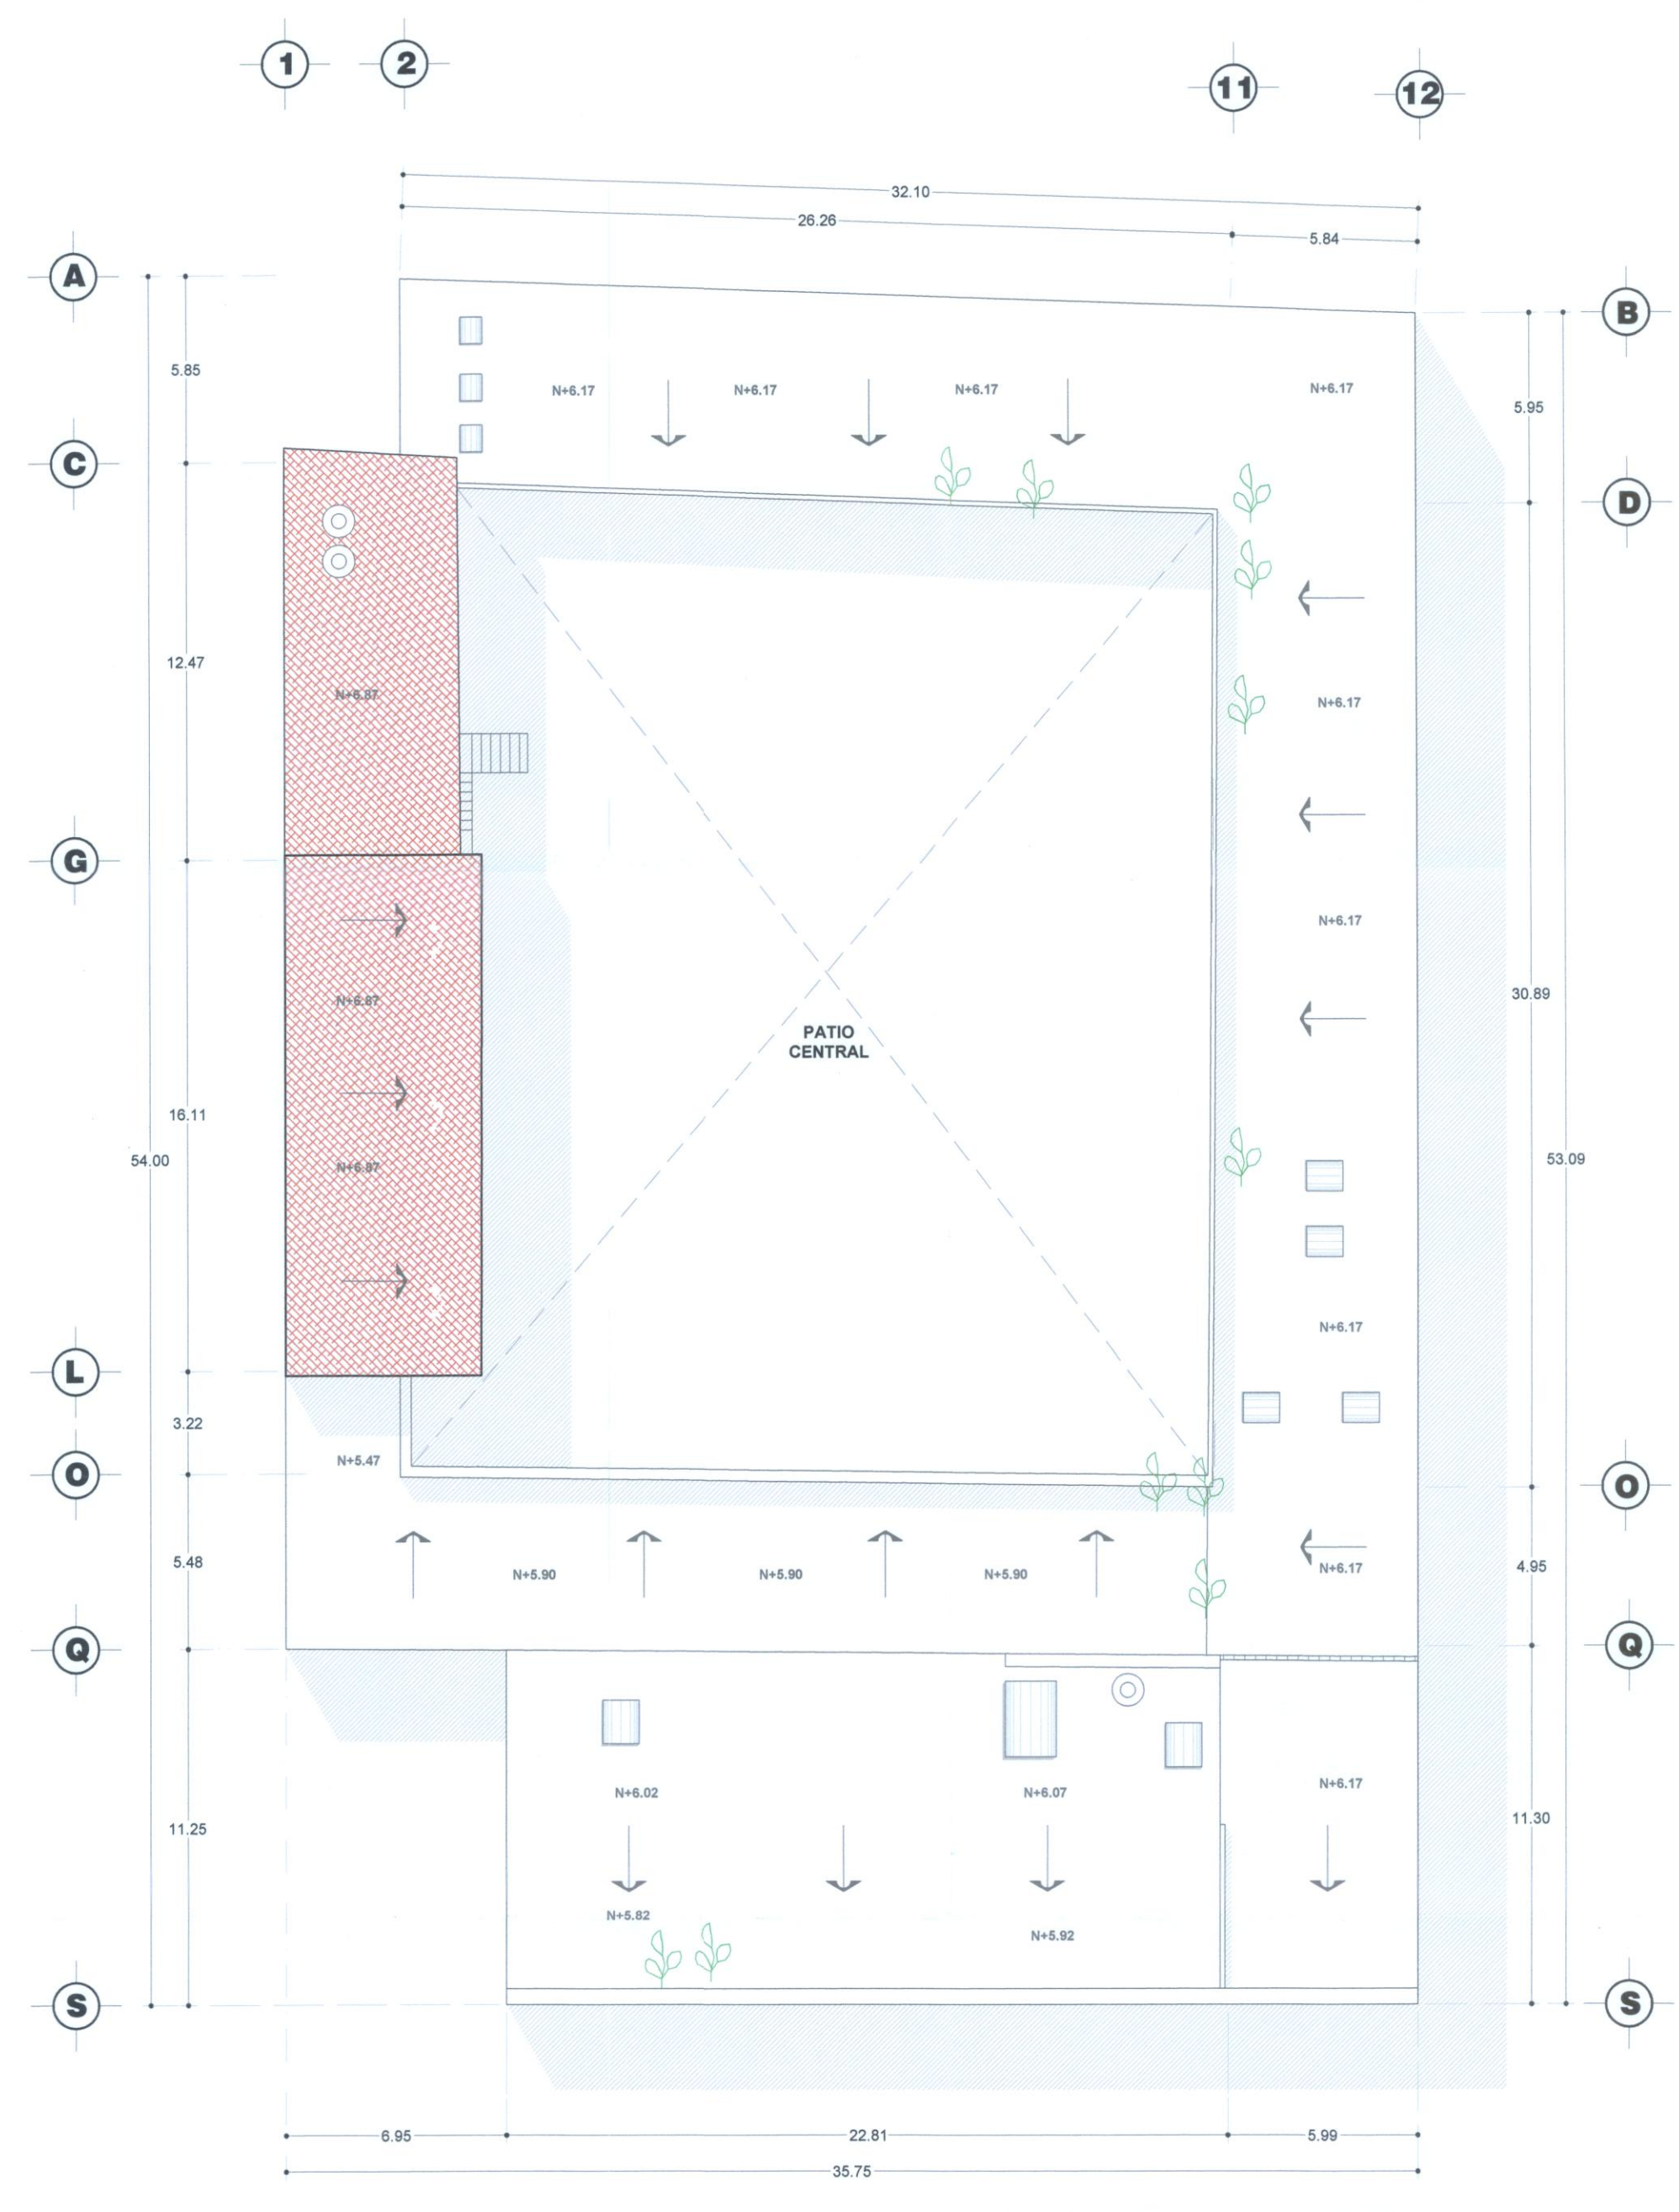 1
2
11
12
32.10
26.26
5.84
A
B
5.85
N+6.17
N+6.17
N+6.17
N+6.17
5.95
C
D
12.47
N+6.87
N+6.17
G
N+6.17
N+6.87
30.89
PATIO
CENTRAL
16.11
54.00
N+6.87
53.09
N+6.17
L
3.22
N+5.47
O
O
5.48
N+5.90
N+5.90
N+5.90
N+6.17
4.95
Q
Q
N+6.02
N+6.07
N+6.17
11.25
11.30
N+5.82
N+5.92
S
S
6.95
22.81
5.99
35.75